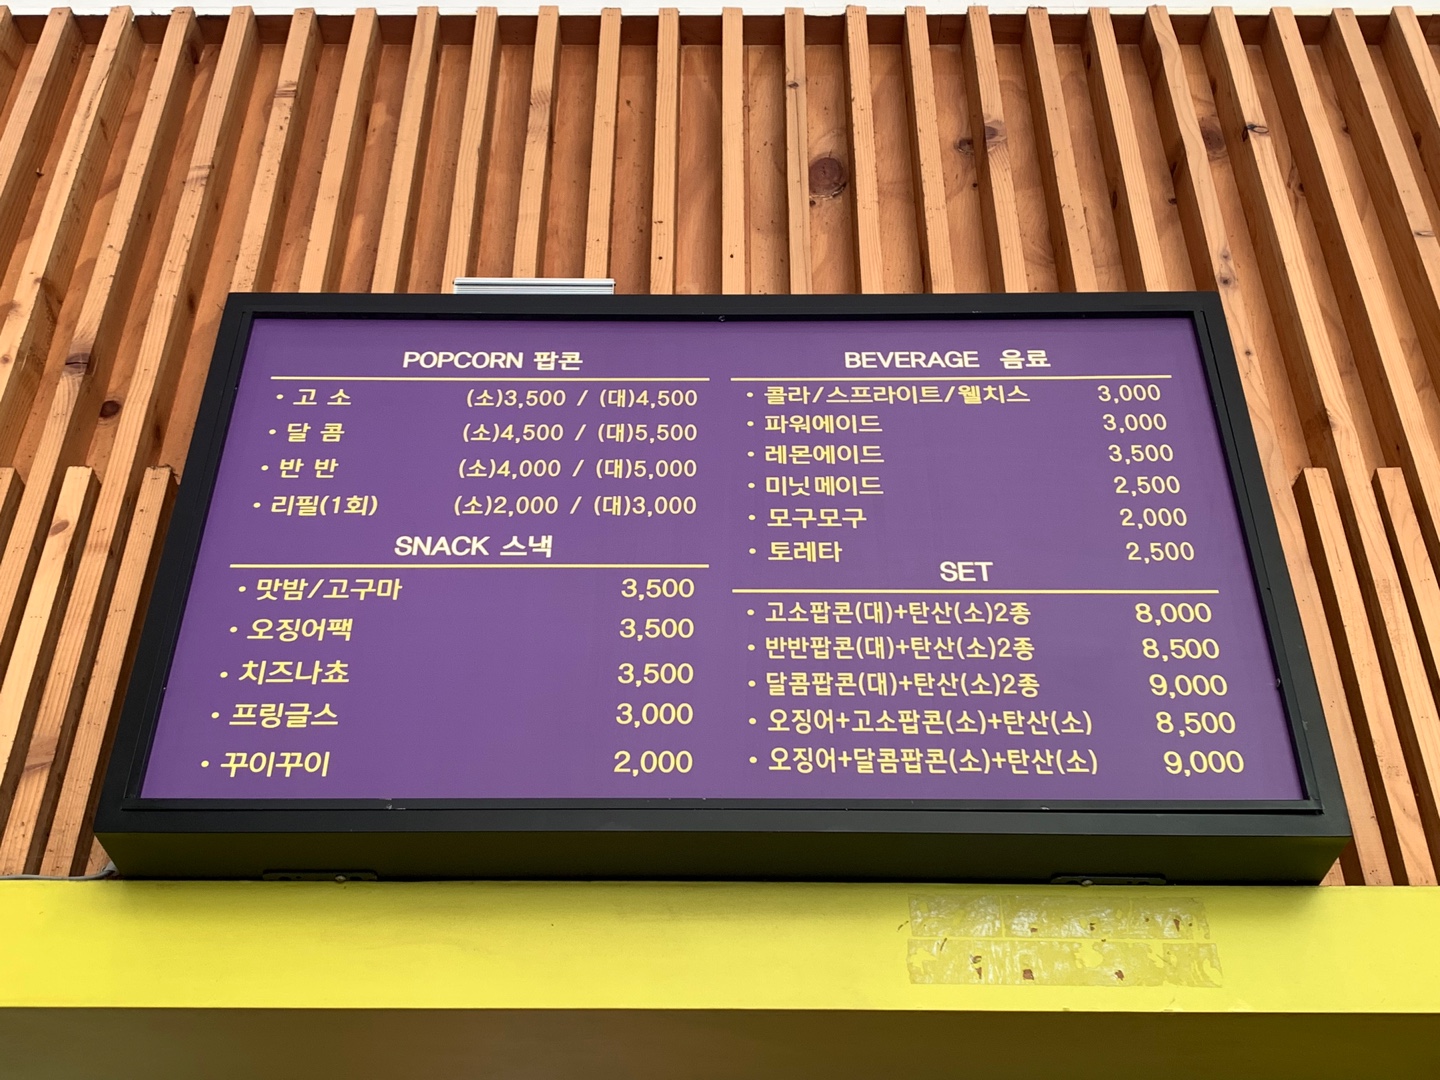 POPCORN 팝콘
• 고 소 (소)3,500 / (대)4,500
• 달 콤 (소)4,500 / (대)5,500
• 반 반 (소)4,000 / (대)5,000
• 리필(1회) (소)2,000 / (대)3,000
SNACK 스낵
• 맛밤/고구마 3,500
• 오징어팩 3,500
• 치즈나쵸 3,500
• 프링글스 3,000
• 꾸이꾸이 2,000
BEVERAGE 음료
• 콜라/스프라이트/웰치스 3,000
• 파워에이드 3,000
• 레몬에이드 3,500
• 미닛메이드 2,500
• 모구모구 2,000
• 토레타 2,500
SET
• 고소팝콘(대)+탄산(소)2종 8,000
• 반반팝콘(대)+탄산(소)2종 8,500
• 달콤팝콘(대)+탄산(소)2종 9,000
• 오징어+고소팝콘(소)+탄산(소) 8,500
• 오징어+달콤팝콘(소)+탄산(소) 9,000